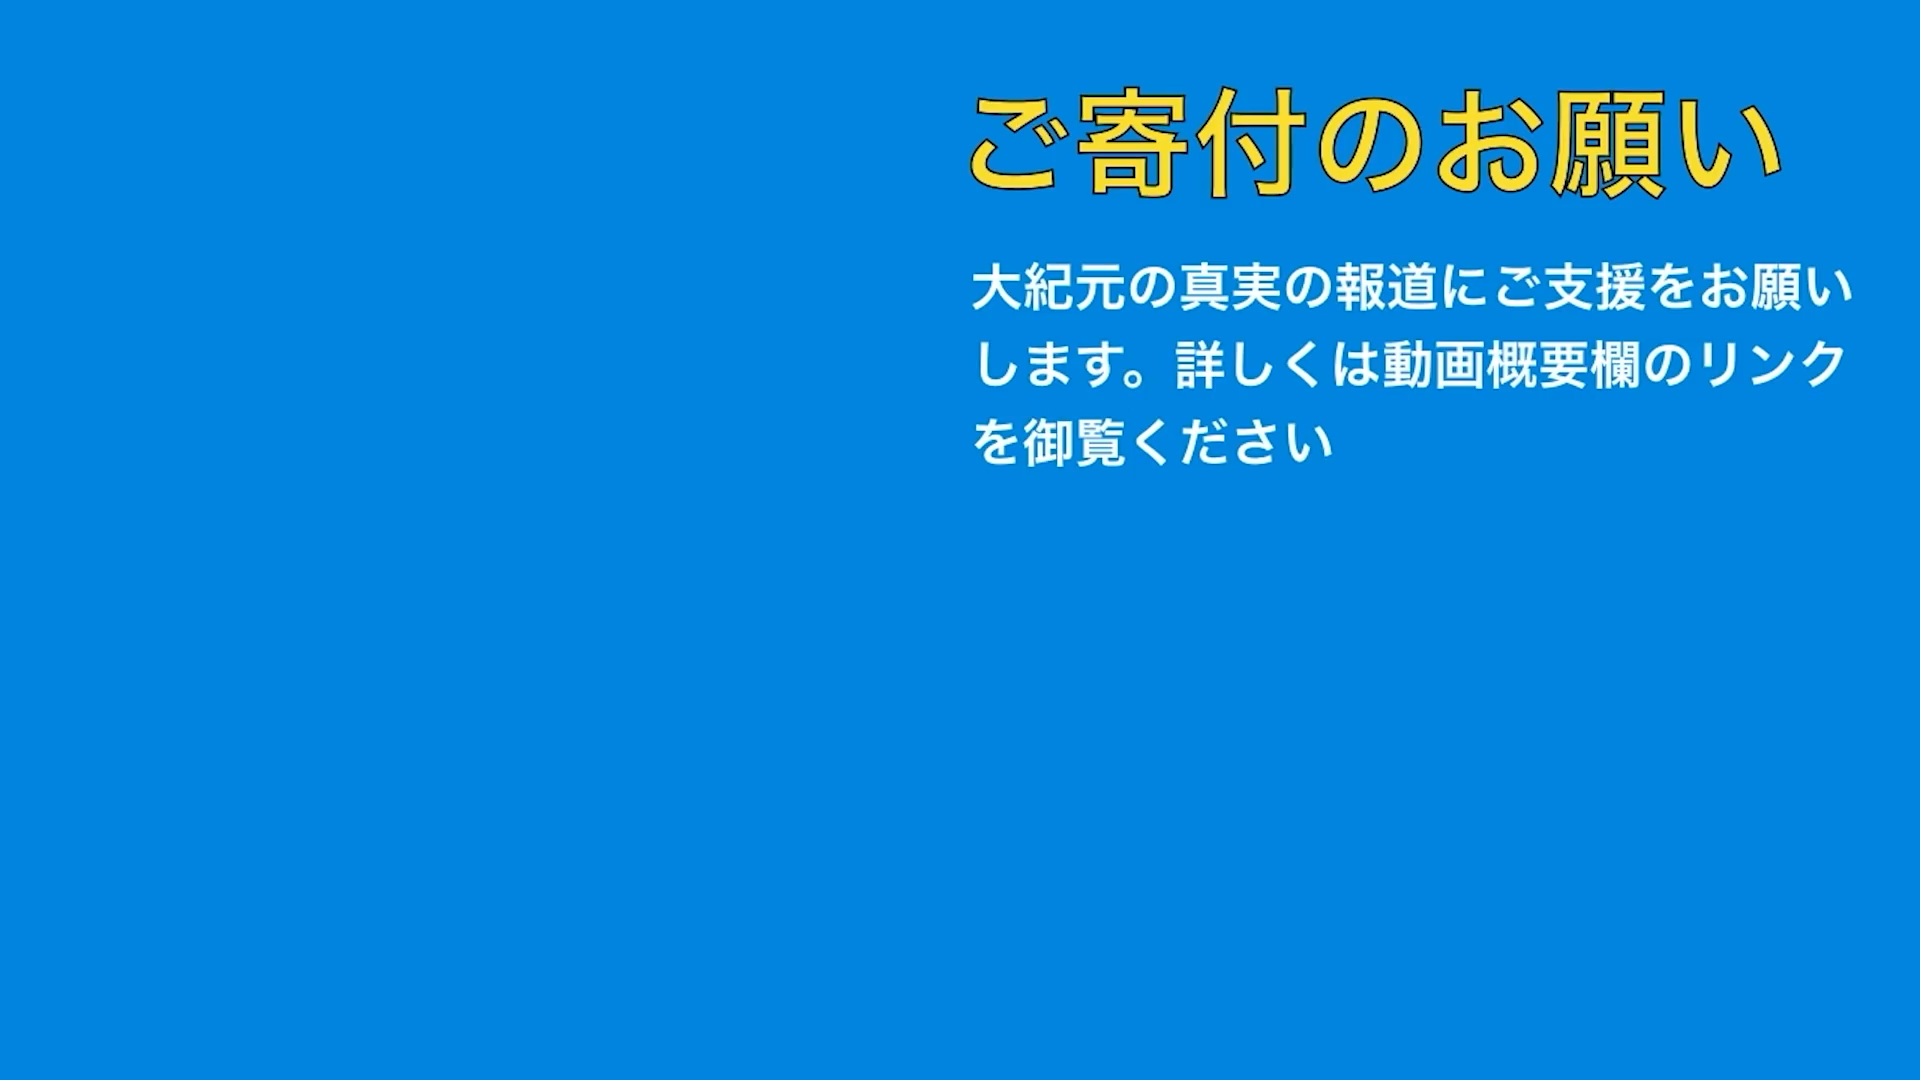 ご寄付のお願い
大紀元の真実の報道にご支援をお願い
します。詳しくは動画概要欄のリンク
を御覧ください